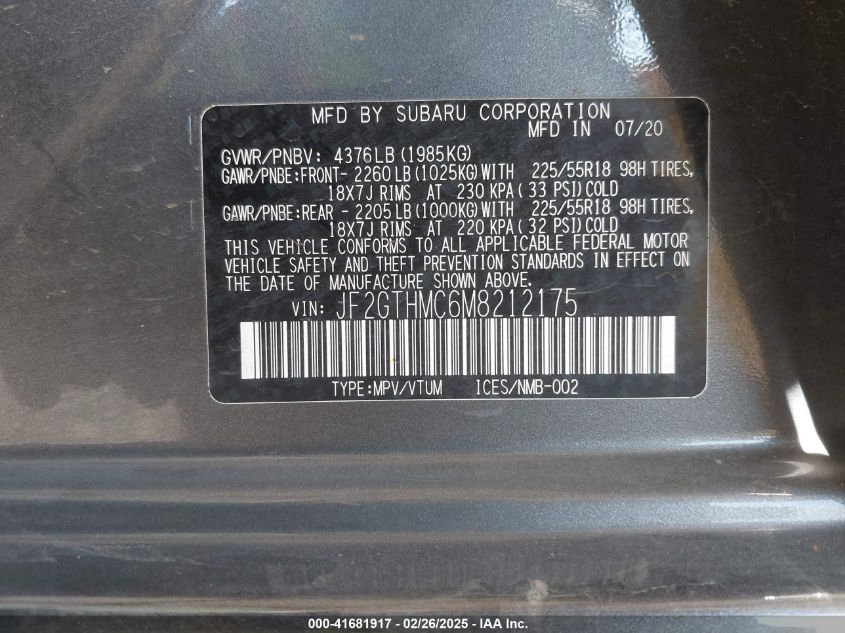 MFD BY SUBARU CORPORATION
MFD IN 07/20
GVWR/PNBV: 4376LB (1985KG)
GAWR/PNBE:FRONT- 2260 LB (1025KG) WITH 225/55R18 98H TIRES,
18X7J RIMS AT 230 KPA ( 33 PSI) COLD
GAWR/PNBE:REAR - 2205 LB (1000KG) WITH 225/55R18 98H TIRES,
18X7J RIMS AT 220 KPA ( 32 PSI) COLD
THIS VEHICLE CONFORMS TO ALL APPLICABLE FEDERAL MOTOR
VEHICLE SAFETY AND THEFT PREVENTION STANDARDS IN EFFECT ON
THE DATE OF MANUFACTURE SHOWN ABOVE.
VIN: JF2GTHMC6M8212175
TYPE:MPV/VTUM ICES/NMB-002
000-41681917 - 02/26/2025 - IAA Inc.